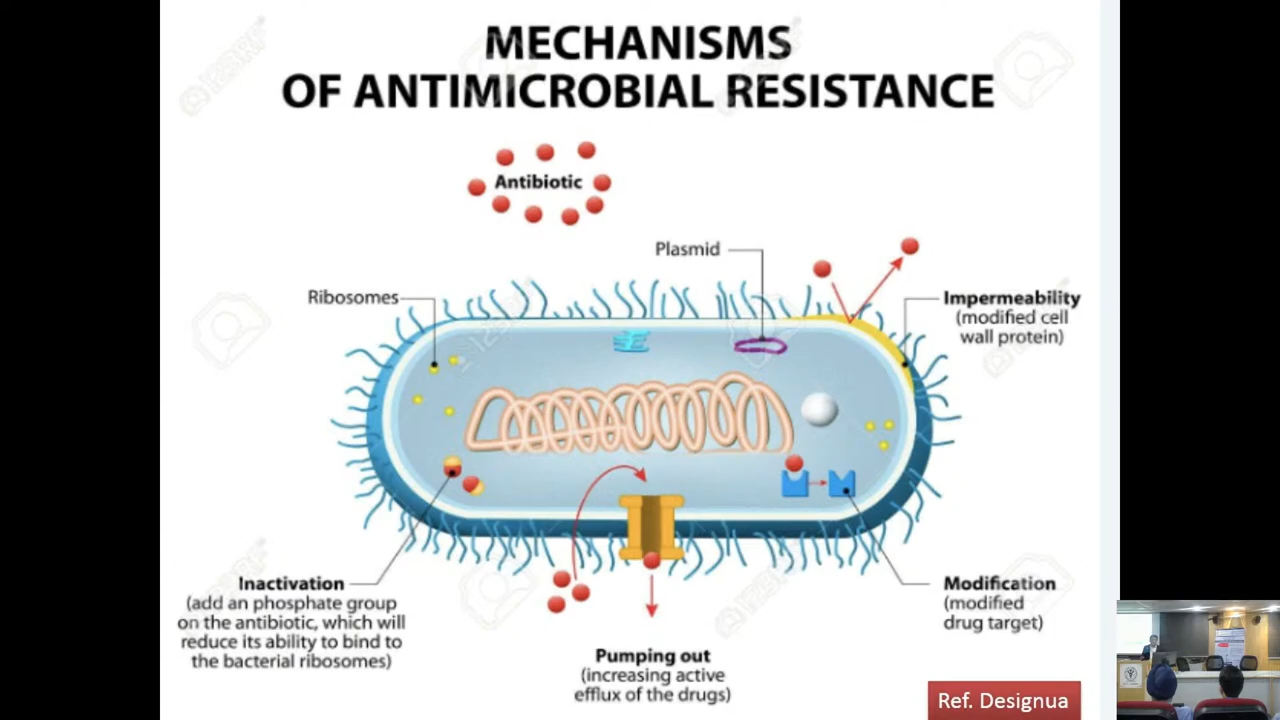 MECHANISMS
OF ANTIMICROBIAL RESISTANCE
Antibiotic
Plasmid
Ribosomes
Impermeability
(modified cell
wall protein)
Inactivation
(add an phosphate group
on the antibiotic, which will
reduce its ability to bind to
the bacterial ribosomes)
Pumping out
(increasing active
efflux of the drugs)
Modification
(modified
drug target)
Ref. Designua